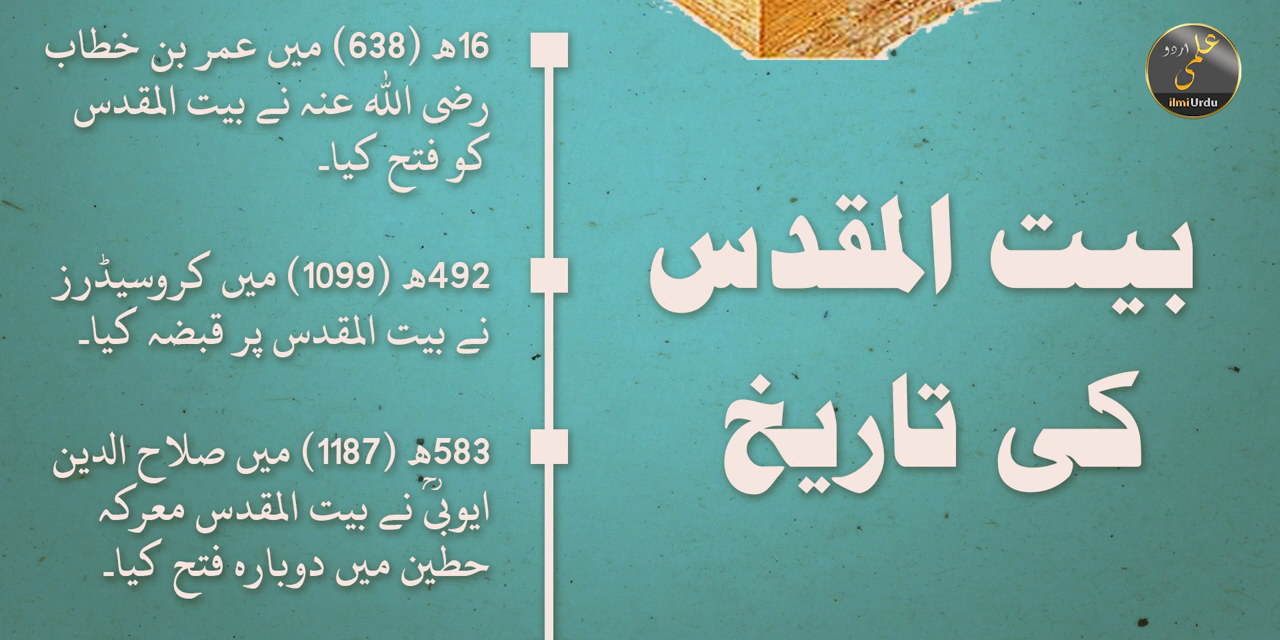 علمی اردو
ilmiUrdu
بیت المقدس
کی تاریخ
16ھ (638) میں عمر بن خطاب
رضی اللہ عنہ نے بیت المقدس
کو فتح کیا۔
492ھ (1099) میں کروسیڈرز
نے بیت المقدس پر قبضہ کیا۔
583ھ (1187) میں صلاح الدین
ایوبیؒ نے بیت المقدس معرکہ
حطین میں دوبارہ فتح کیا۔